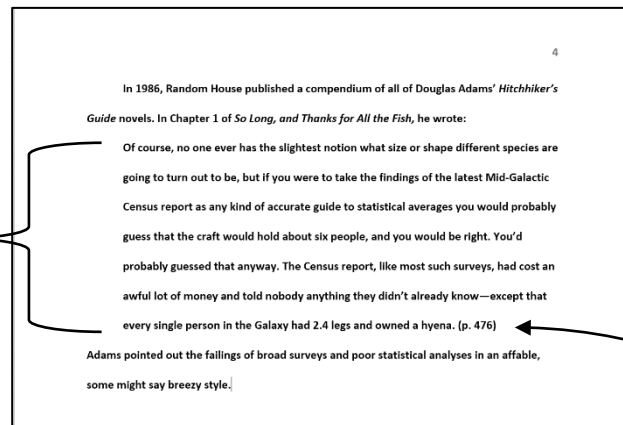 4
In 1986, Random House published a compendium of all of Douglas Adams’ Hitchhiker’s
Guide novels. In Chapter 1 of So Long, and Thanks for All the Fish, he wrote:
Of course, no one ever has the slightest notion what size or shape different species are
going to turn out to be, but if you were to take the findings of the latest Mid-Galactic
Census report as any kind of accurate guide to statistical averages you would probably
guess that the craft would hold about six people, and you would be right. You’d
probably guessed that anyway. The Census report, like most such surveys, had cost an
awful lot of money and told nobody anything they didn’t already know—except that
every single person in the Galaxy had 2.4 legs and owned a hyena. (p. 476)
Adams pointed out the failings of broad surveys and poor statistical analyses in an affable,
some might say breezy style.